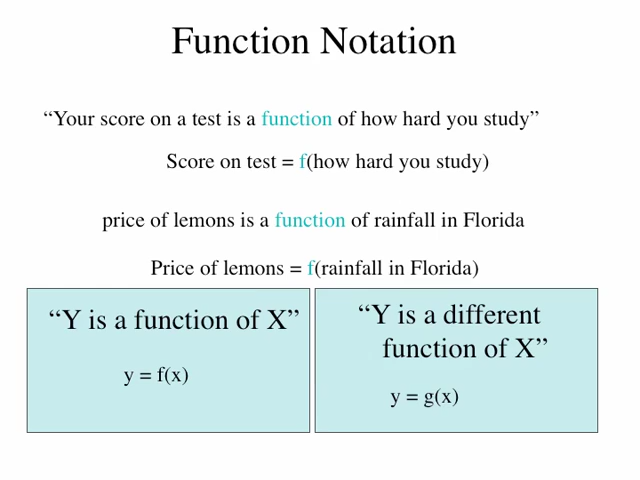 Function Notation
“Your score on a test is a function of how hard you study”
Score on test = f(how hard you study)
price of lemons is a function of rainfall in Florida
Price of lemons = f(rainfall in Florida)
“Y is a function of X”
y = f(x)
“Y is a different
function of X”
y = g(x)